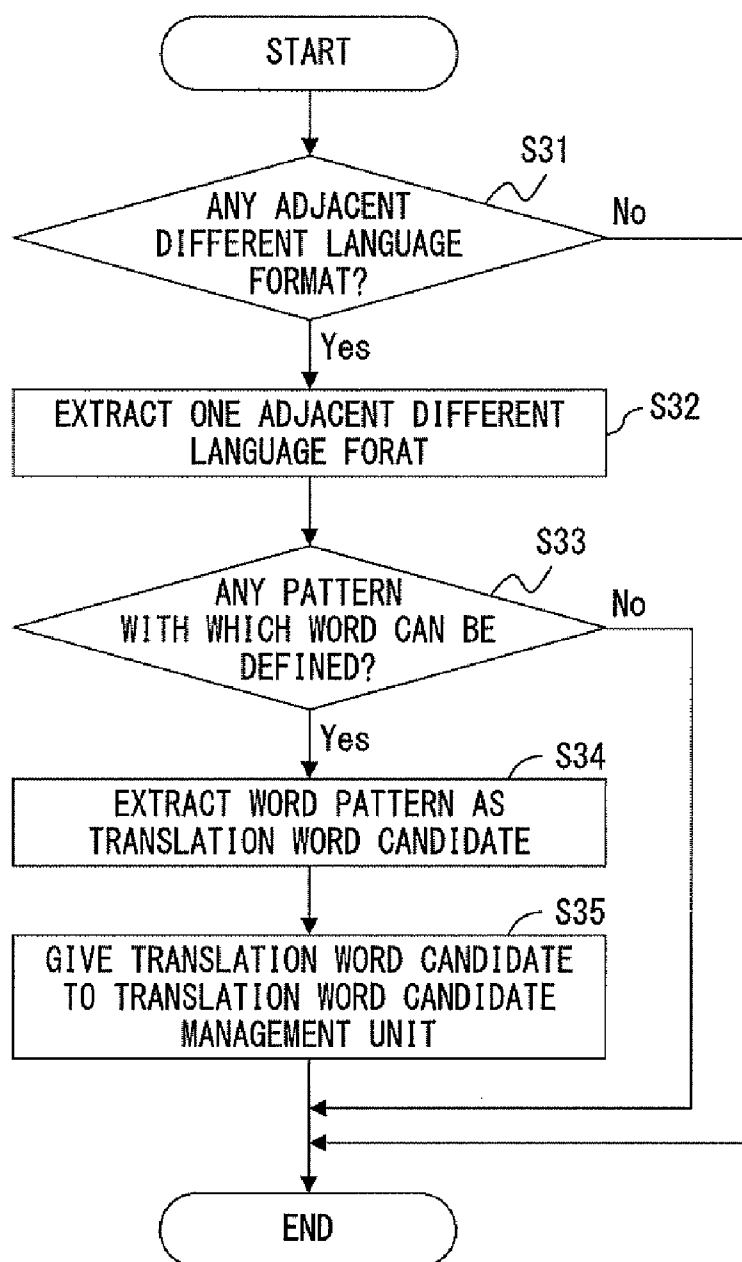 START
S31
ANY ADJACENT
DIFFERENT LANGUAGE
FORMAT?
No
Yes
EXTRACT ONE ADJACENT DIFFERENT
LANGUAGE FORAT
S32
S33
ANY PATTERN
WITH WHICH WORD CAN BE
DEFINED?
No
Yes
S34
EXTRACT WORD PATTERN AS
TRANSLATION WORD CANDIDATE
S35
GIVE TRANSLATION WORD CANDIDATE
TO TRANSLATION WORD CANDIDATE
MANAGEMENT UNIT
END